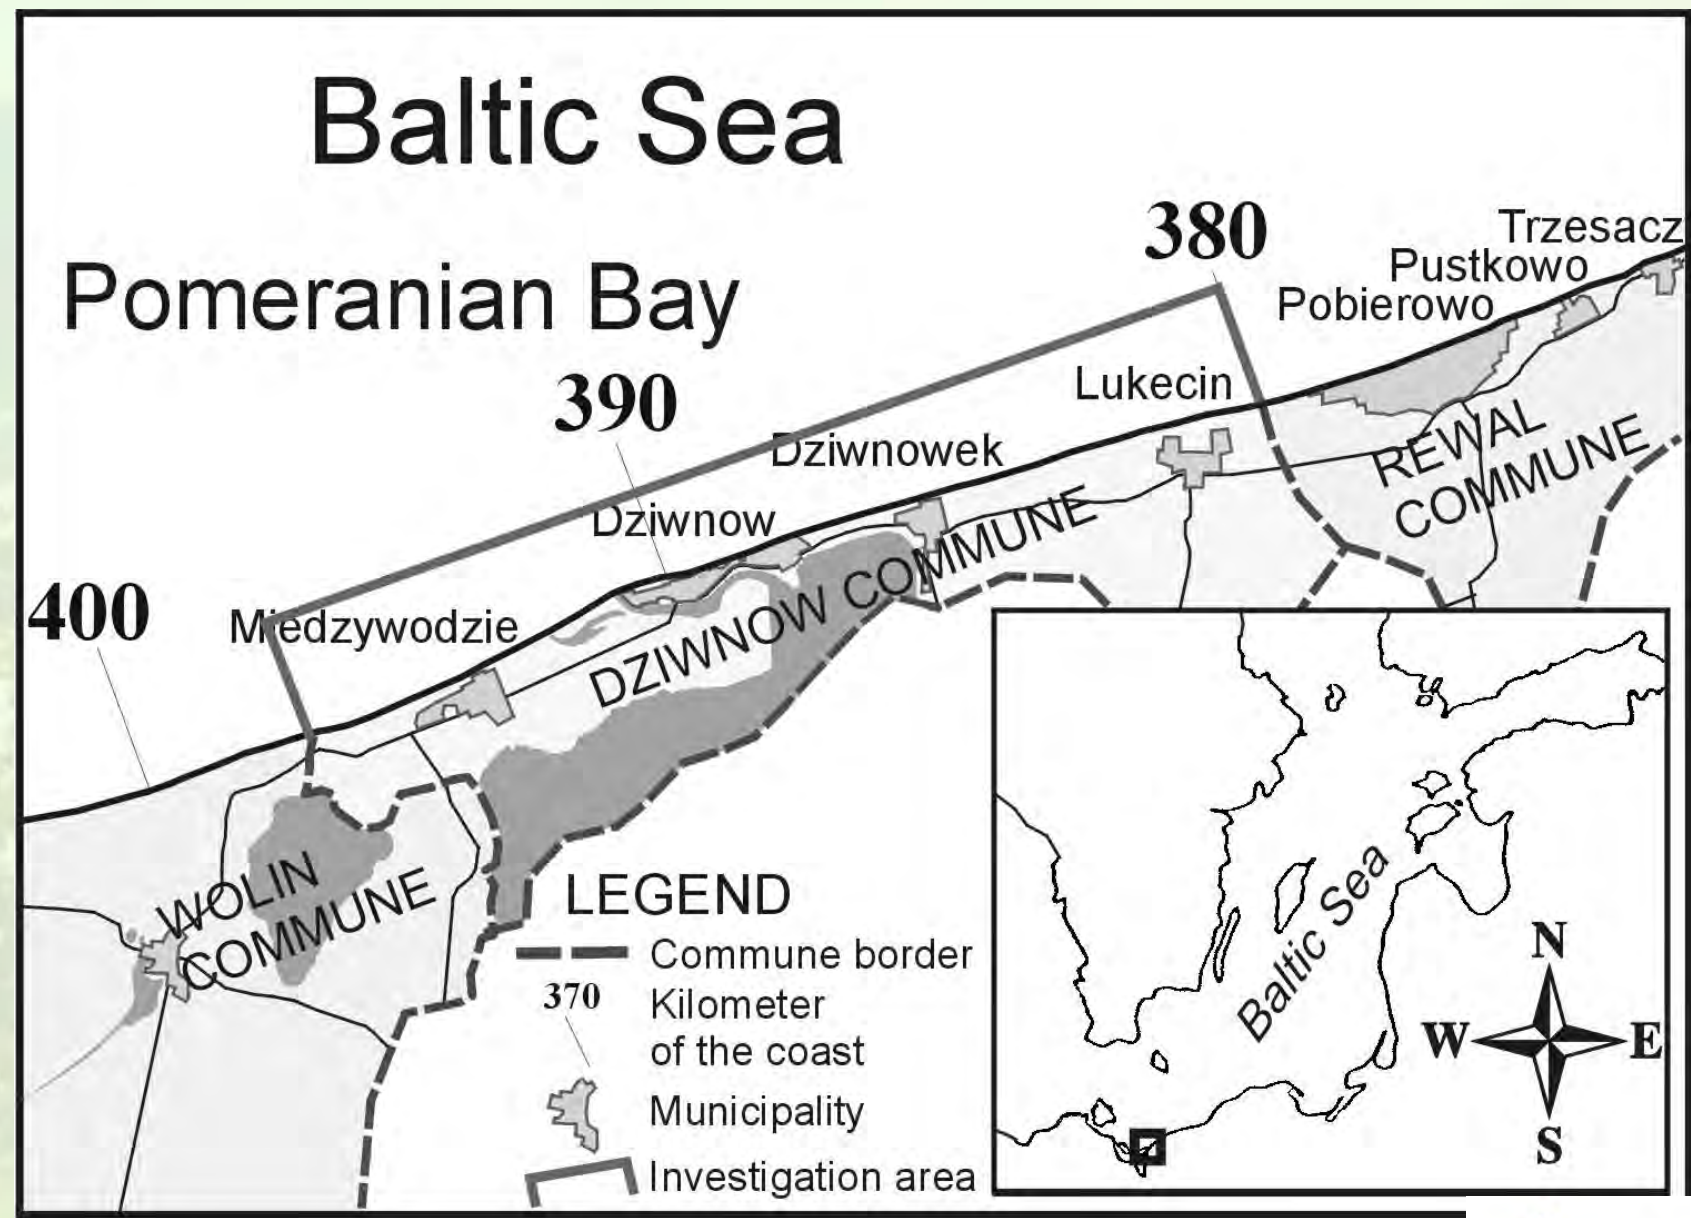 Baltic Sea
Pomeranian Bay
380
Trzesacz
Pustkowo
Pobierowo
390
Lukecin
Dziwnowek
REWAL
COMMUNE
Dziwnow
400
Miedzywodzie
DZIWNOW COMMUNE
WOLIN
COMMUNE
LEGEND
Commune border
370 Kilometer
of the coast
Municipality
Investigation area
Baltic Sea
N
W E
S